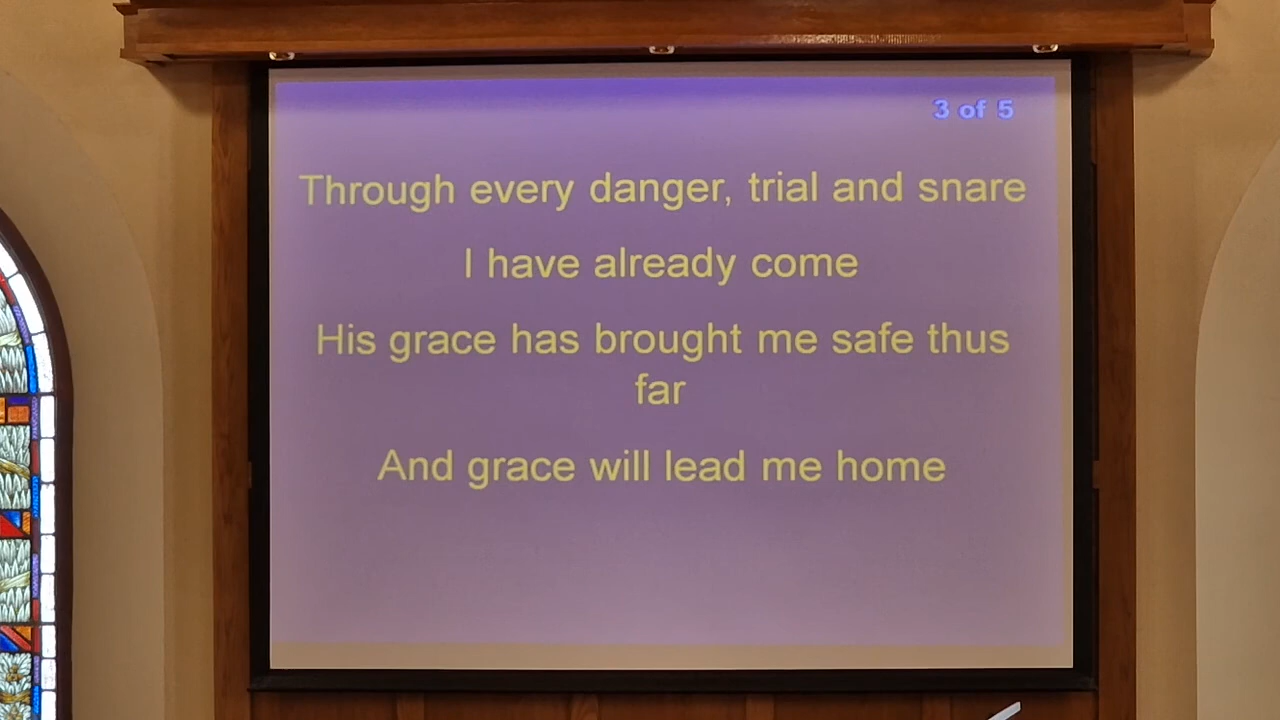 3 of 5
Through every danger, trial and snare
I have already come
His grace has brought me safe thus
far
And grace will lead me home